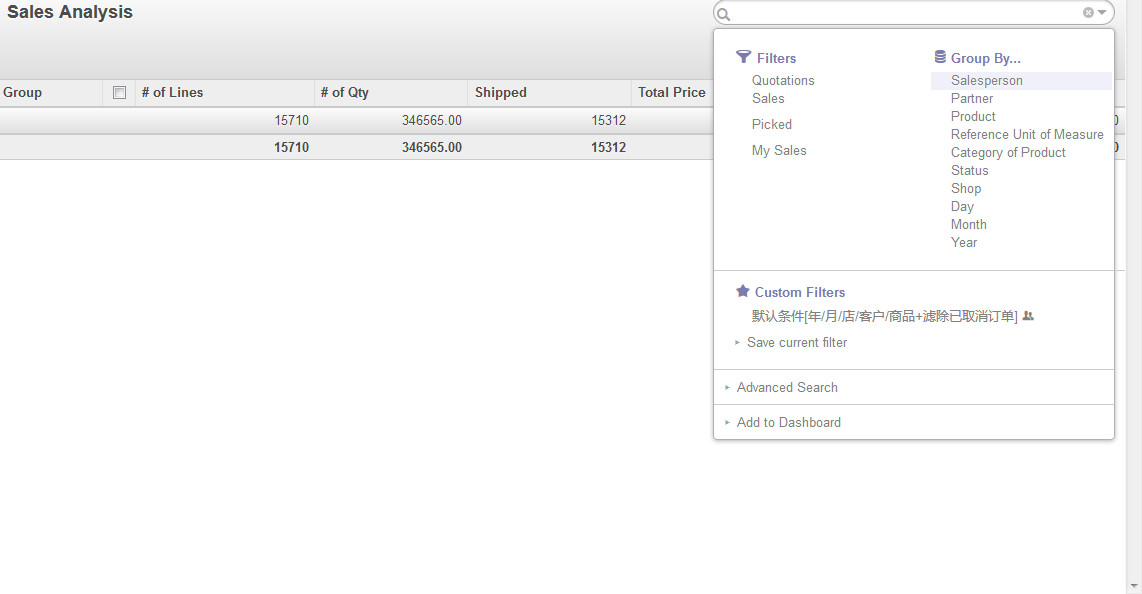 Sales Analysis
Group # of Lines # of Qty Shipped Total Price
15710 346565.00 15312 0
15710 346565.00 15312 0
Filters
Quotations
Sales
Picked
My Sales
Group By...
Salesperson
Partner
Product
Reference Unit of Measure
Category of Product
Status
Shop
Day
Month
Year
Custom Filters
默认条件[年/月/店/客户/商品+滤除已取消订单]
Save current filter
Advanced Search
Add to Dashboard